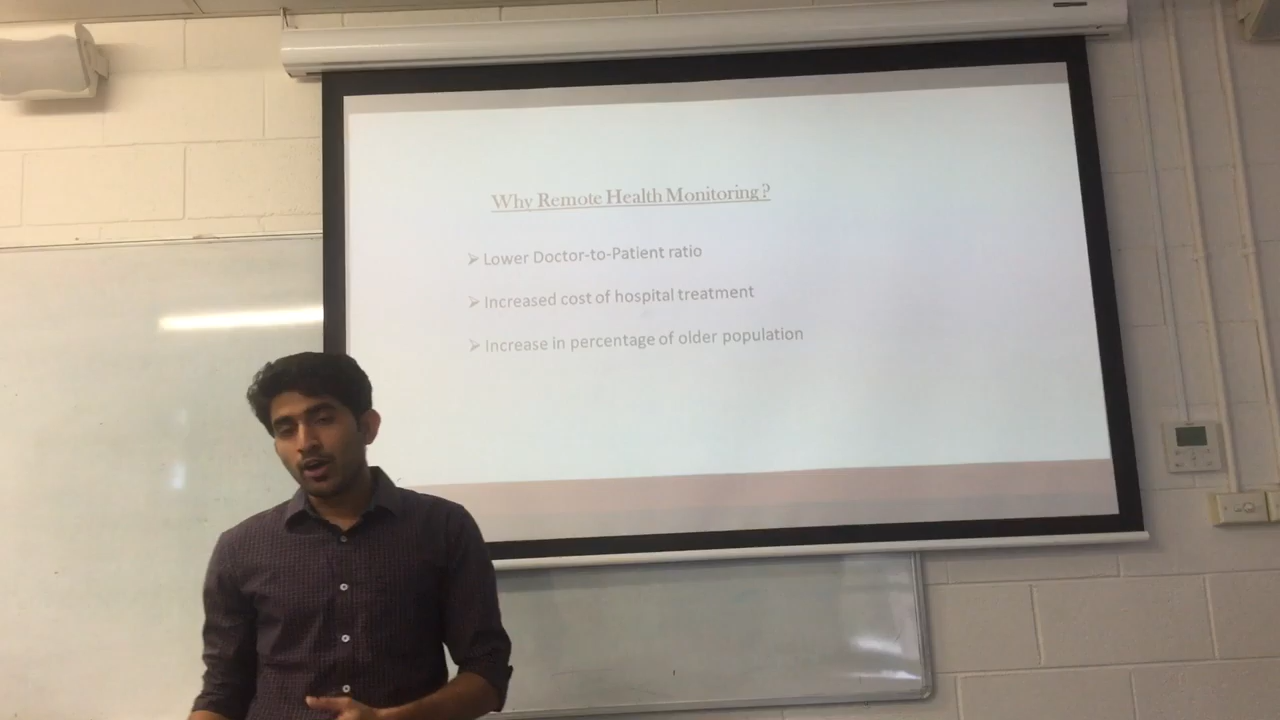 Why Remote Health Monitoring ?
➢ Lower Doctor-to-Patient ratio
➢ Increased cost of hospital treatment
➢ Increase in percentage of older population